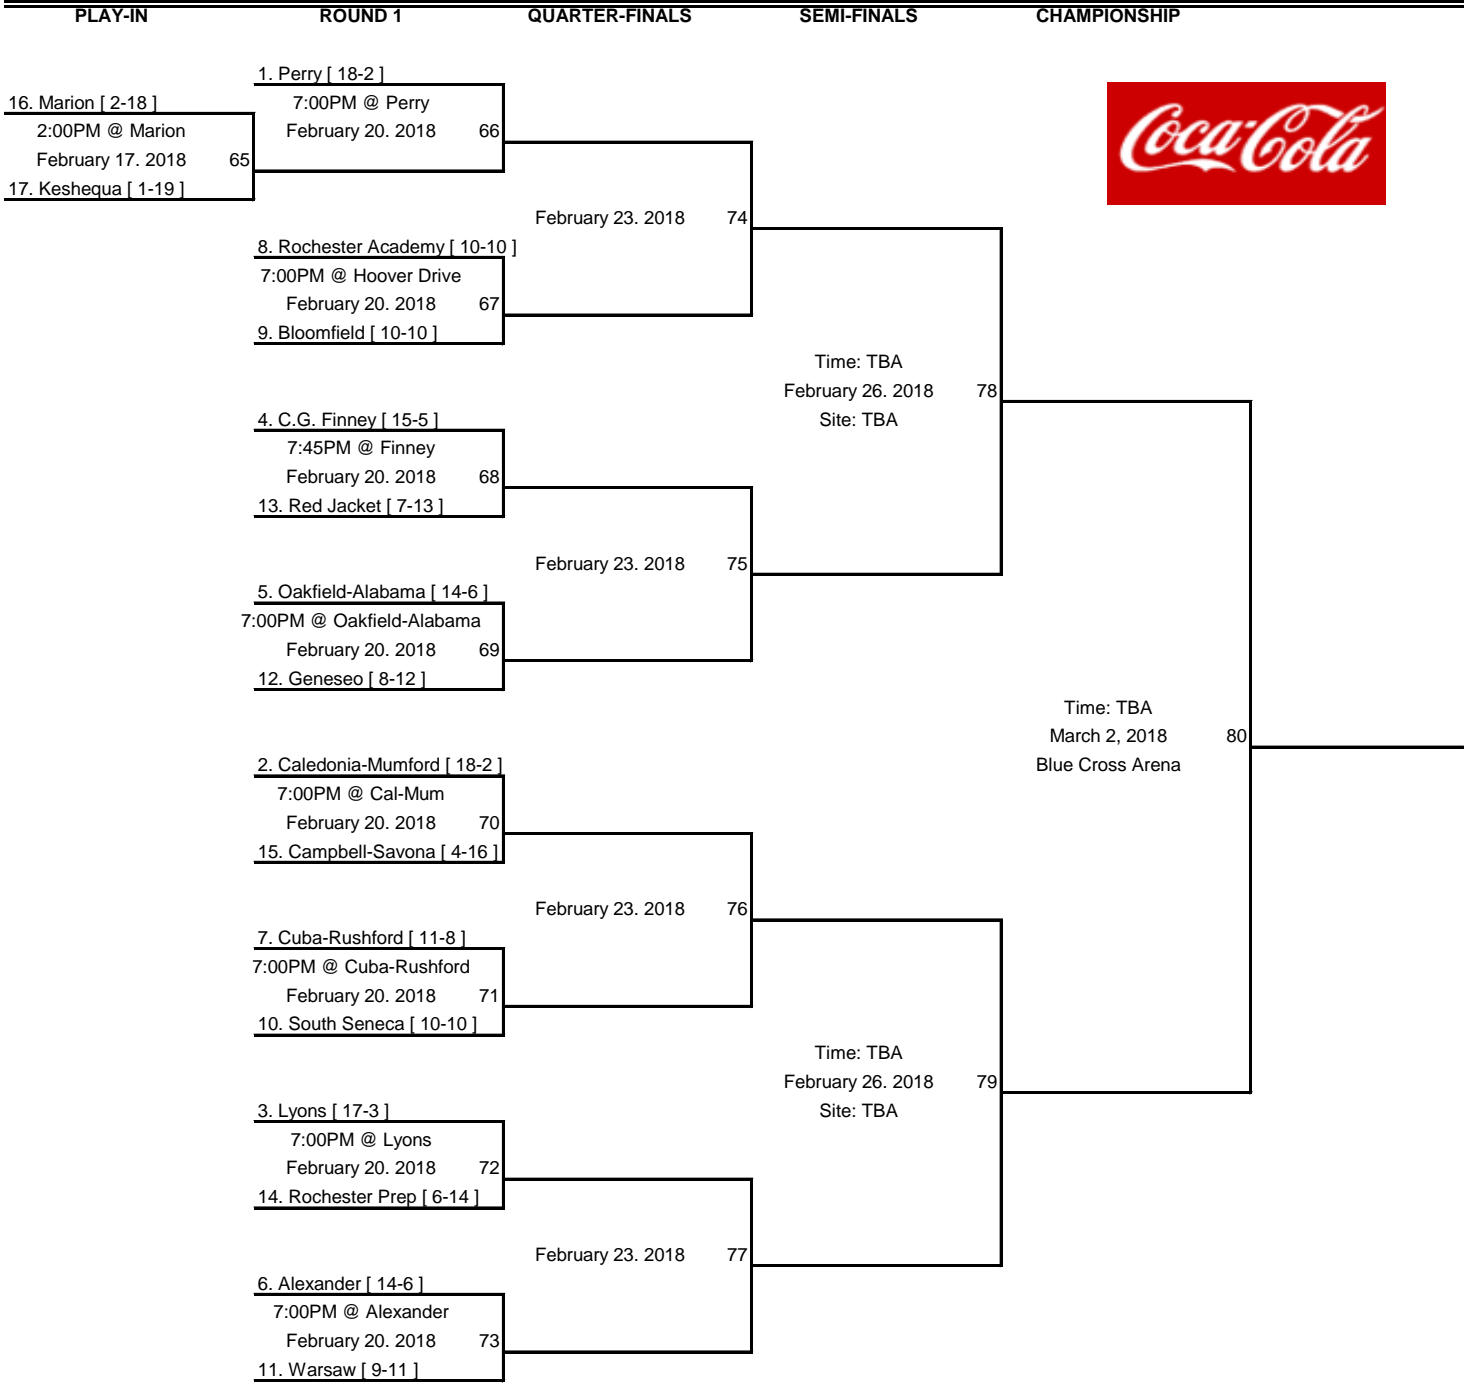 PLAY-IN ROUND 1 QUARTER-FINALS SEMI-FINALS CHAMPIONSHIP
1. Perry [ 18-2 ]
16. Marion [ 2-18 ] 7:00PM @ Perry
2:00PM @ Marion February 20. 2018 66
Coca-Cola
February 17. 2018 65
17. Keshequa [ 1-19 ]
February 23. 2018 74
8. Rochester Academy [ 10-10 ]
7:00PM @ Hoover Drive
February 20. 2018 67
9. Bloomfield [ 10-10 ]
Time: TBA
February 26. 2018 78
4. C.G. Finney [ 15-5 ] Site: TBA
7:45PM @ Finney
February 20. 2018 68
13. Red Jacket [ 7-13 ]
February 23. 2018 75
5. Oakfield-Alabama [ 14-6 ]
7:00PM @ Oakfield-Alabama
February 20. 2018 69
12. Geneseo [ 8-12 ]
Time: TBA
March 2, 2018 80
2. Caledonia-Mumford [ 18-2 ] Blue Cross Arena
7:00PM @ Cal-Mum
February 20. 2018 70
15. Campbell-Savona [ 4-16 ]
February 23. 2018 76
7. Cuba-Rushford [ 11-8 ]
7:00PM @ Cuba-Rushford
February 20. 2018 71
10. South Seneca [ 10-10 ]
Time: TBA
February 26. 2018 79
3. Lyons [ 17-3 ] Site: TBA
7:00PM @ Lyons
February 20. 2018 72
14. Rochester Prep [ 6-14 ]
February 23. 2018 77
6. Alexander [ 14-6 ]
7:00PM @ Alexander
February 20. 2018 73
11. Warsaw [ 9-11 ]